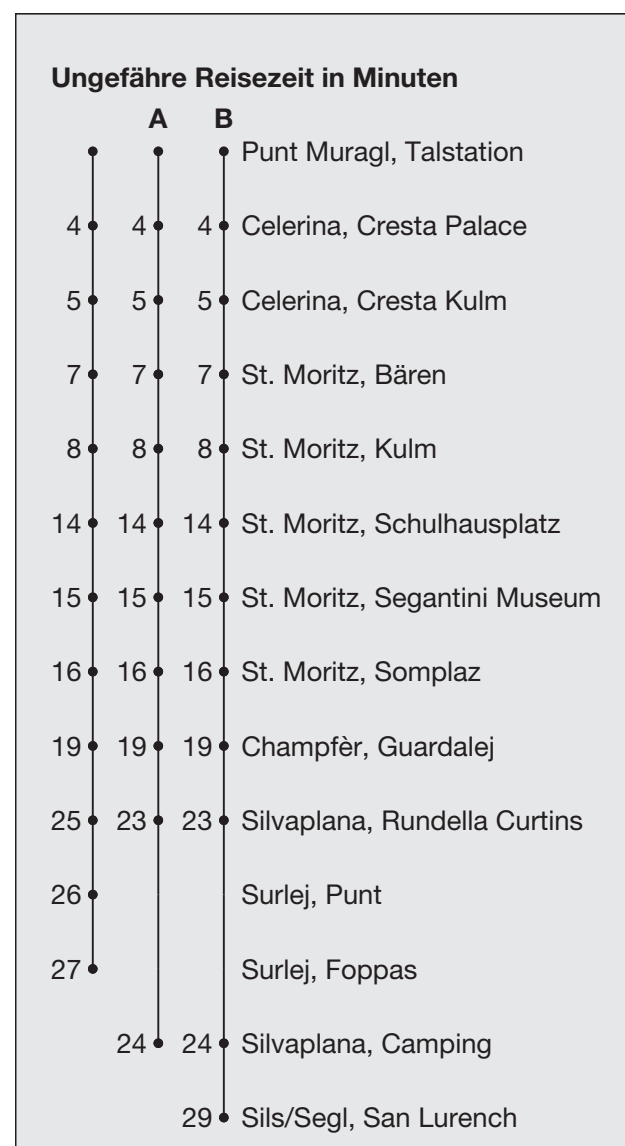 Ungefähre Reisezeit in Minuten
A B
Punt Muragl, Talstation
4 4 4 Celerina, Cresta Palace
5 5 5 Celerina, Cresta Kulm
7 7 7 St. Moritz, Bären
8 8 8 St. Moritz, Kulm
14 14 14 St. Moritz, Schulhausplatz
15 15 15 St. Moritz, Segantini Museum
16 16 16 St. Moritz, Somplaz
19 19 19 Champfèr, Guardalej
25 23 23 Silvaplana, Rundella Curtins
26 Surlej, Punt
27 Surlej, Foppas
24 24 Silvaplana, Camping
29 Sils/Segl, San Lurench